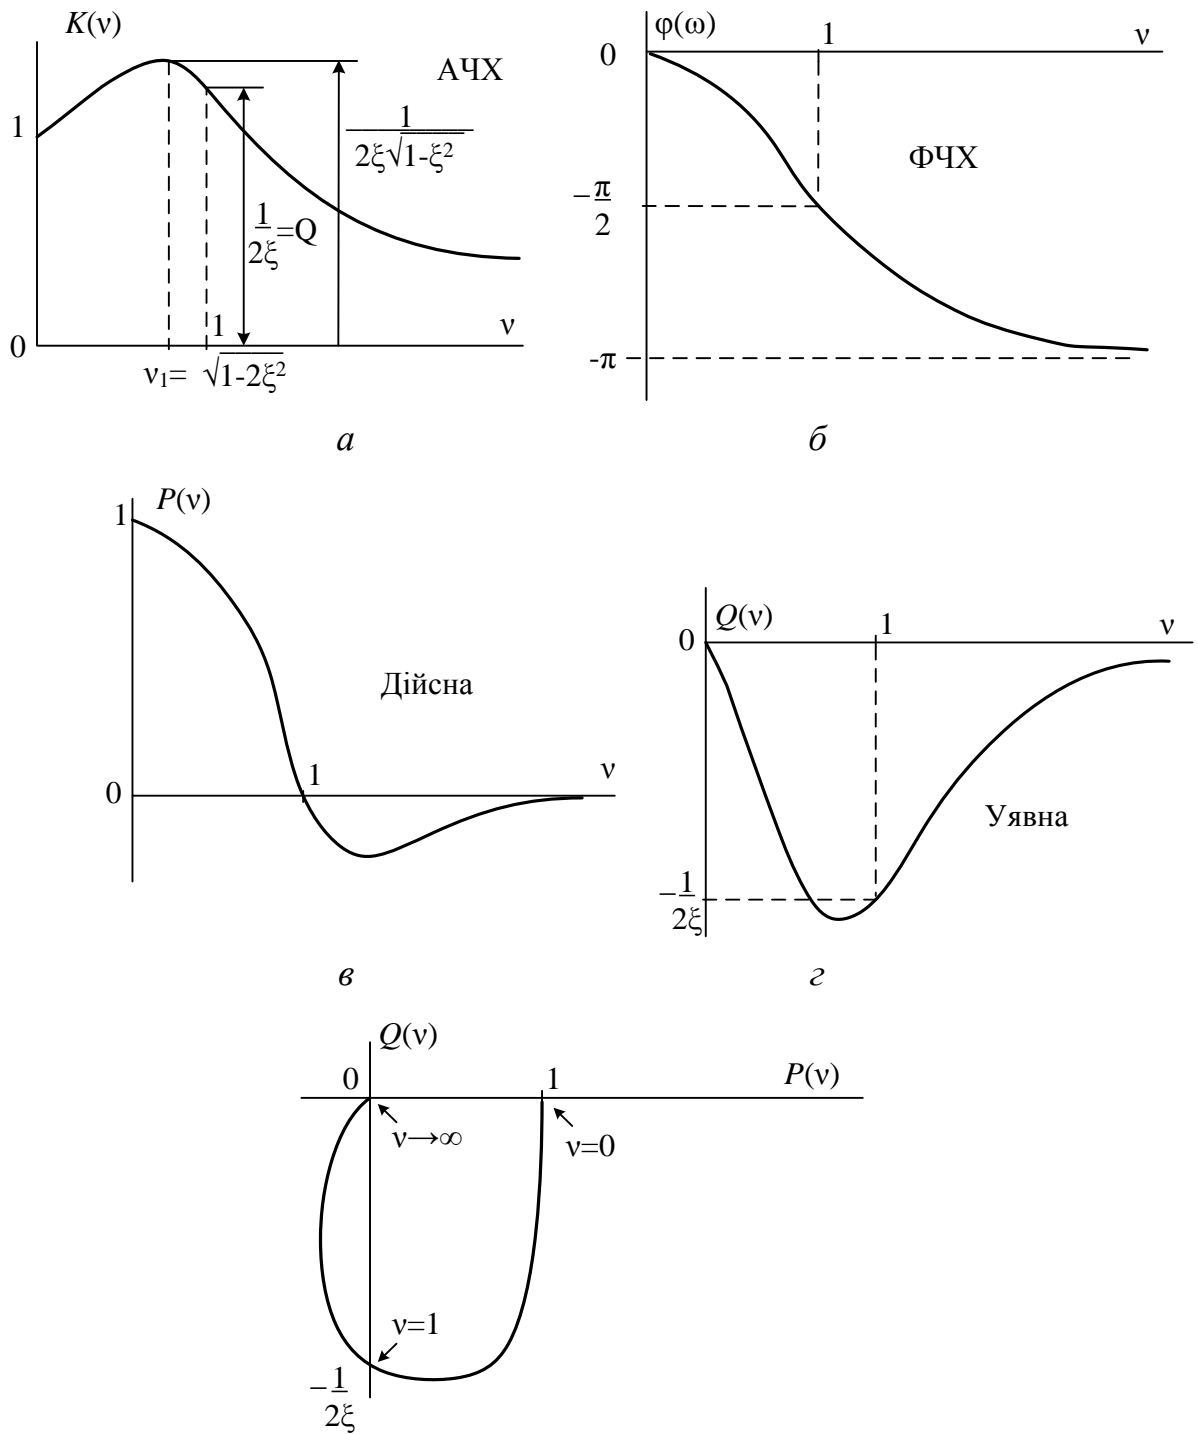 K(ν)
АЧХ
1
1
2ξ√1-ξ²
1
2ξ
=Q
0
1
ν
ν₁= √1-2ξ²
а
φ(ω)
0
1
ν
ФЧХ
−π
2
-π
б
P(ν)
1
Дійсна
0
1
ν
в
Q(ν)
0
1
ν
Уявна
−1
2ξ
г
Q(ν)
0
1
P(ν)
ν→∞
ν=0
ν=1
−1
2ξ